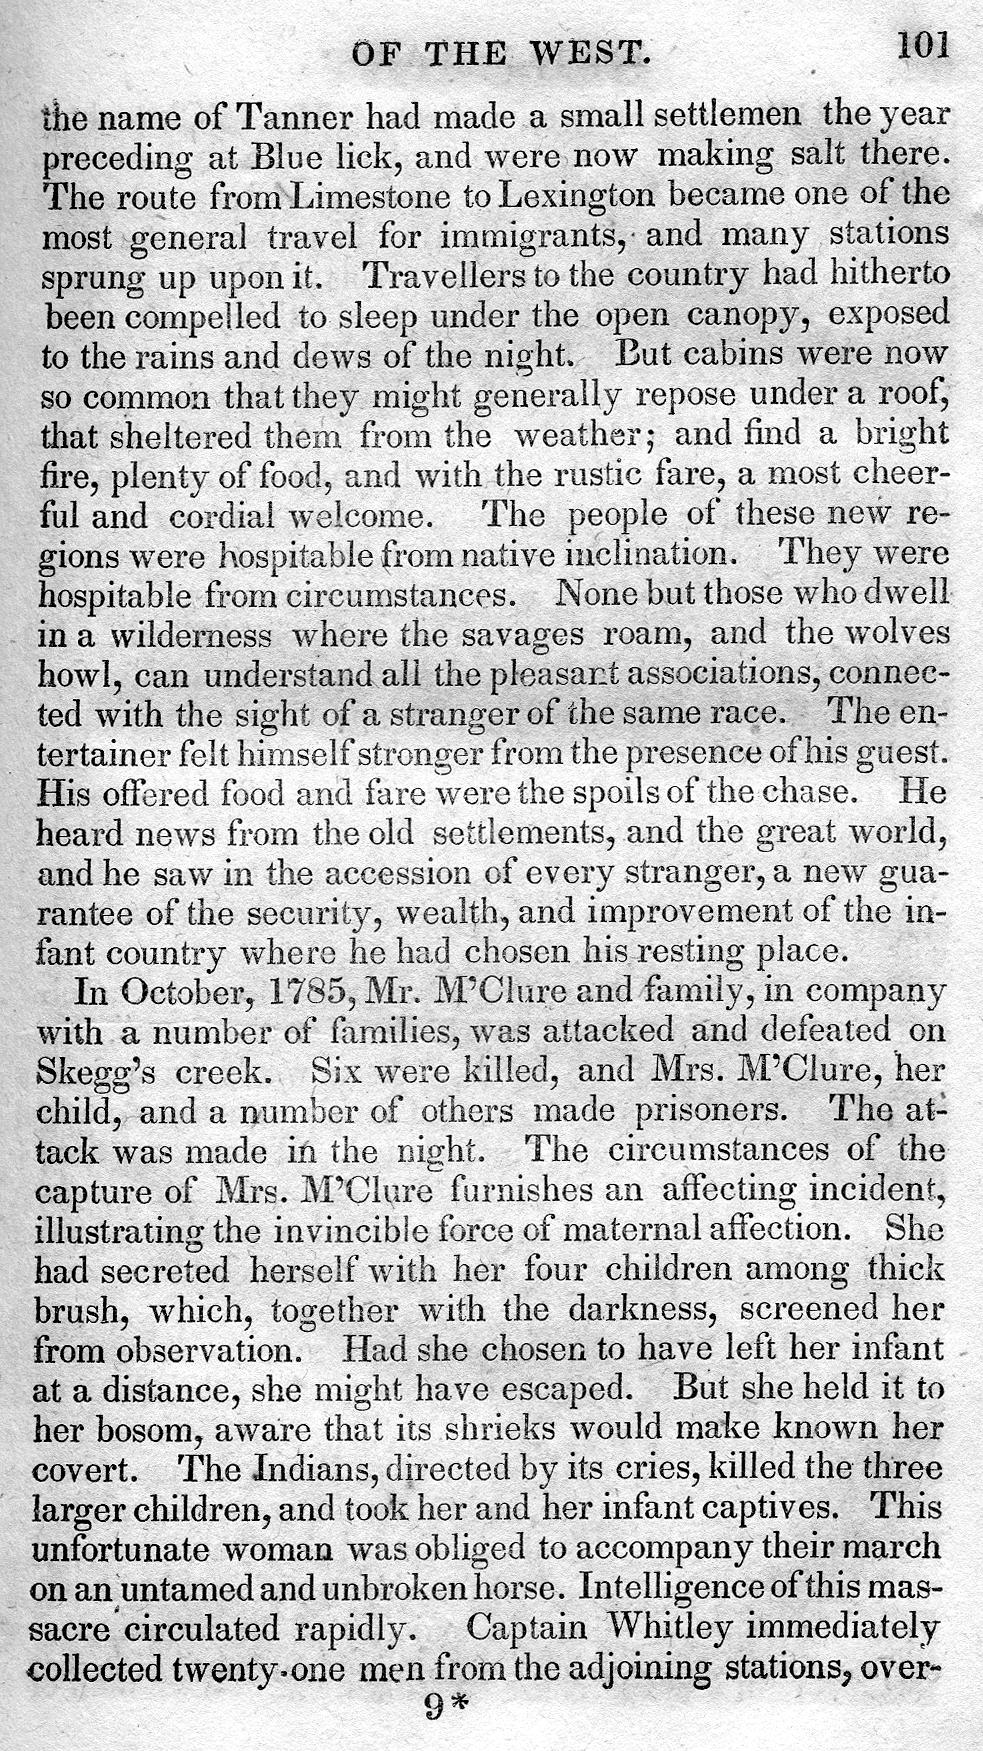 OF THE WEST. 101
the name of Tanner had made a small settlemen the year
preceding at Blue lick, and were now making salt there.
The route from Limestone to Lexington became one of the
most general travel for immigrants, and many stations
sprung up upon it. Travellers to the country had hitherto
been compelled to sleep under the open canopy, exposed
to the rains and dews of the night. But cabins were now
so common that they might generally repose under a roof,
that sheltered them from the weather; and find a bright
fire, plenty of food, and with the rustic fare, a most cheer-
ful and cordial welcome. The people of these new re-
gions were hospitable from native inclination. They were
hospitable from circumstances. None but those who dwell
in a wilderness where the savages roam, and the wolves
howl, can understand all the pleasant associations, connec-
ted with the sight of a stranger of the same race. The en-
tertainer felt himself stronger from the presence of his guest.
His offered food and fare were the spoils of the chase. He
heard news from the old settlements, and the great world,
and he saw in the accession of every stranger, a new gua-
rantee of the security, wealth, and improvement of the in-
fant country where he had chosen his resting place.
In October, 1785, Mr. M'Clure and family, in company
with a number of families, was attacked and defeated on
Skegg's creek. Six were killed, and Mrs. M'Clure, her
child, and a number of others made prisoners. The at-
tack was made in the night. The circumstances of the
capture of Mrs. M'Clure furnishes an affecting incident,
illustrating the invincible force of maternal affection. She
had secreted herself with her four children among thick
brush, which, together with the darkness, screened her
from observation. Had she chosen to have left her infant
at a distance, she might have escaped. But she held it to
her bosom, aware that its shrieks would make known her
covert. The Indians, directed by its cries, killed the three
larger children, and took her and her infant captives. This
unfortunate woman was obliged to accompany their march
on an untamed and unbroken horse. Intelligence of this mas-
sacre circulated rapidly. Captain Whitley immediately
collected twenty-one men from the adjoining stations, over-
9*